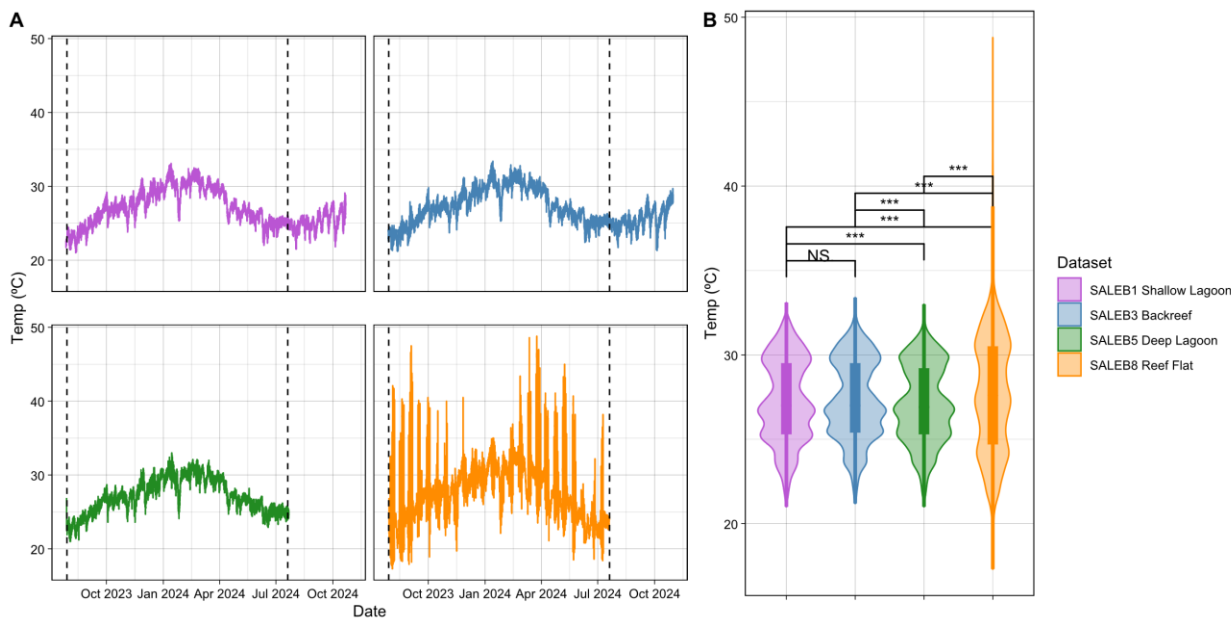 A
B
50
40
30
20
50
40
30
20
Temp (ºC)
Oct 2023 Jan 2024 Apr 2024 Jul 2024 Oct 2024
Oct 2023 Jan 2024 Apr 2024 Jul 2024 Oct 2024
Date
50
40
30
20
Temp (ºC)
***
***
***
***
***
NS
Dataset
SALEB1 Shallow Lagoon
SALEB3 Backreef
SALEB5 Deep Lagoon
SALEB8 Reef Flat